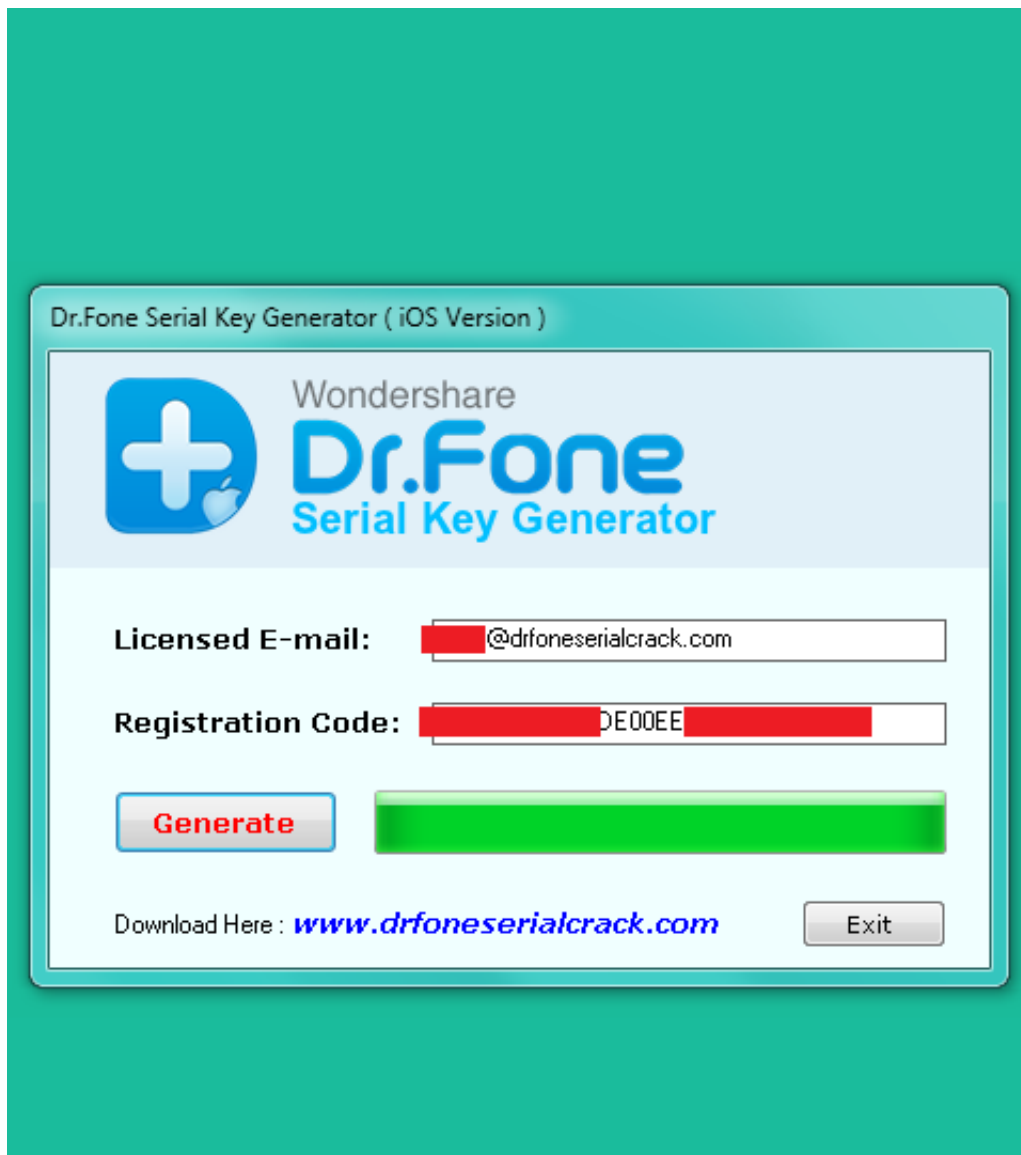 Dr.Fone Serial Key Generator ( iOS Version )
Wondershare
Dr.Fone
Serial Key Generator
Licensed E-mail: @drfoneserialcrack.com
Registration Code: DE00EE
Generate
Download Here : www.drfoneserialcrack.com Exit